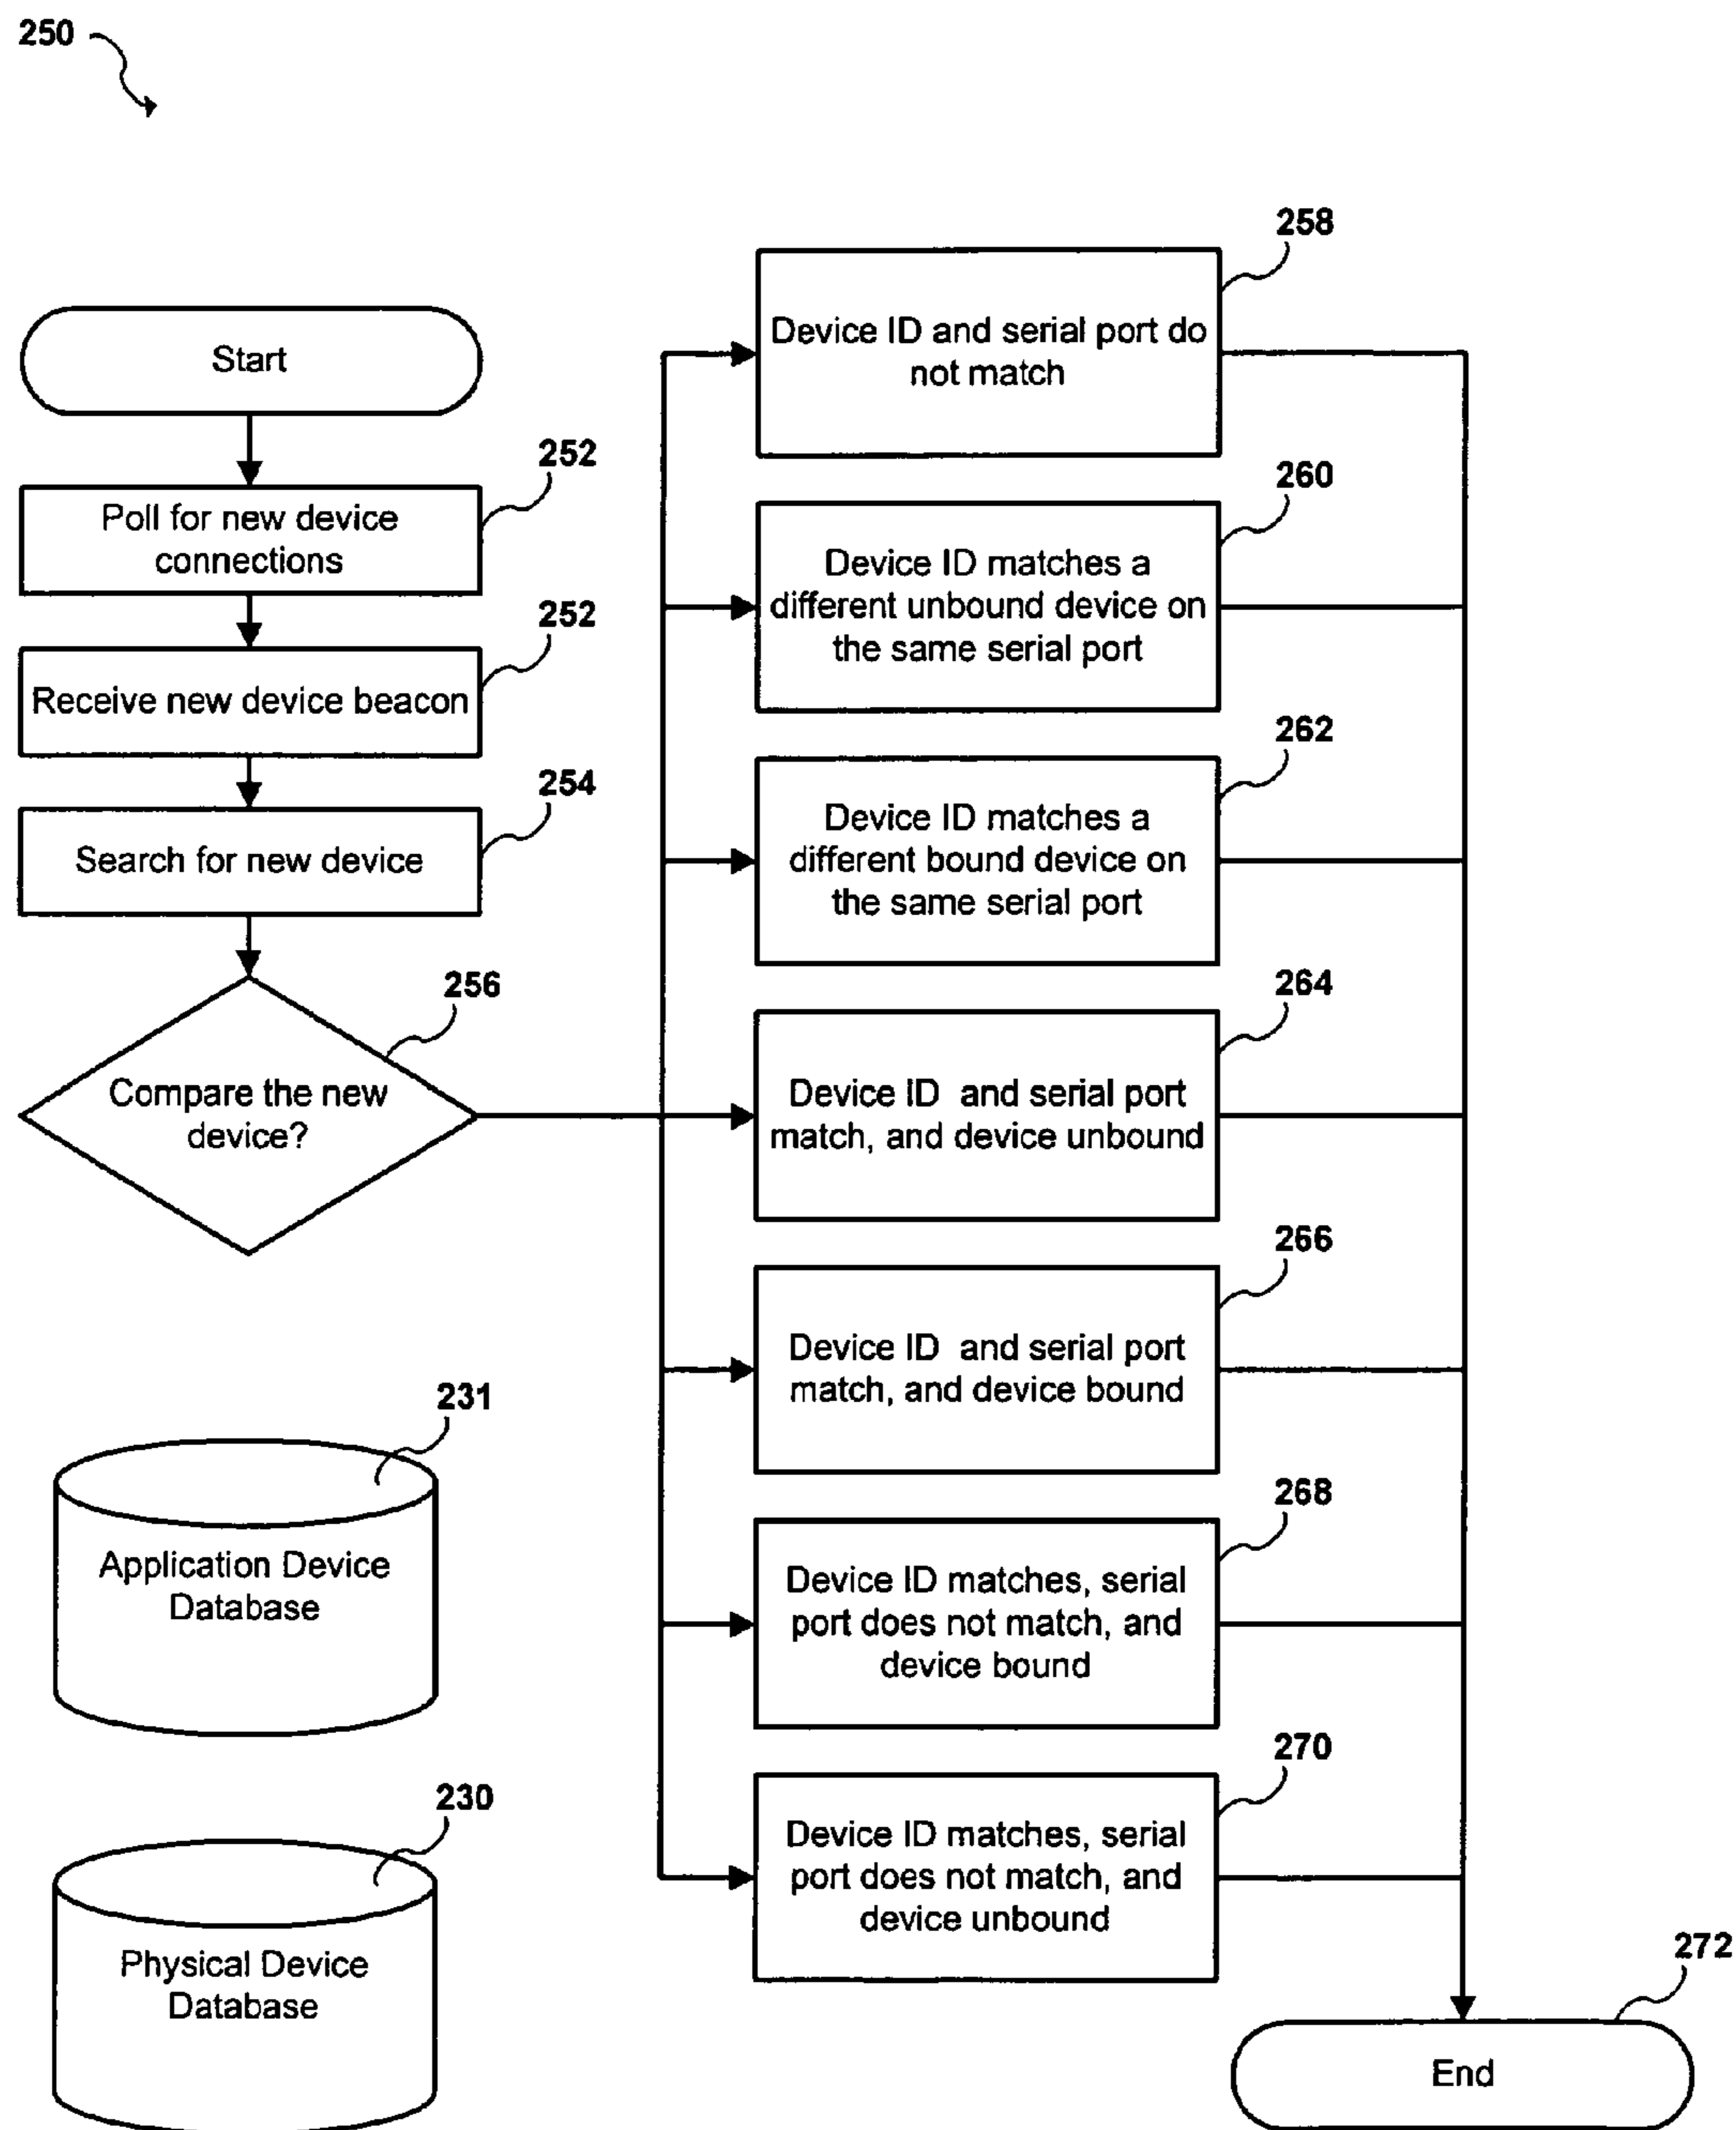 250
Start
252
Poll for new device
connections
252
Receive new device beacon
254
Search for new device
256
Compare the new
device?
258
Device ID and serial port do
not match
260
Device ID matches a
different unbound device on
the same serial port
262
Device ID matches a
different bound device on
the same serial port
264
Device ID and serial port
match, and device unbound
266
Device ID and serial port
match, and device bound
268
Device ID matches, serial
port does not match, and
device bound
270
Device ID matches, serial
port does not match, and
device unbound
231
Application Device
Database
230
Physical Device
Database
272
End